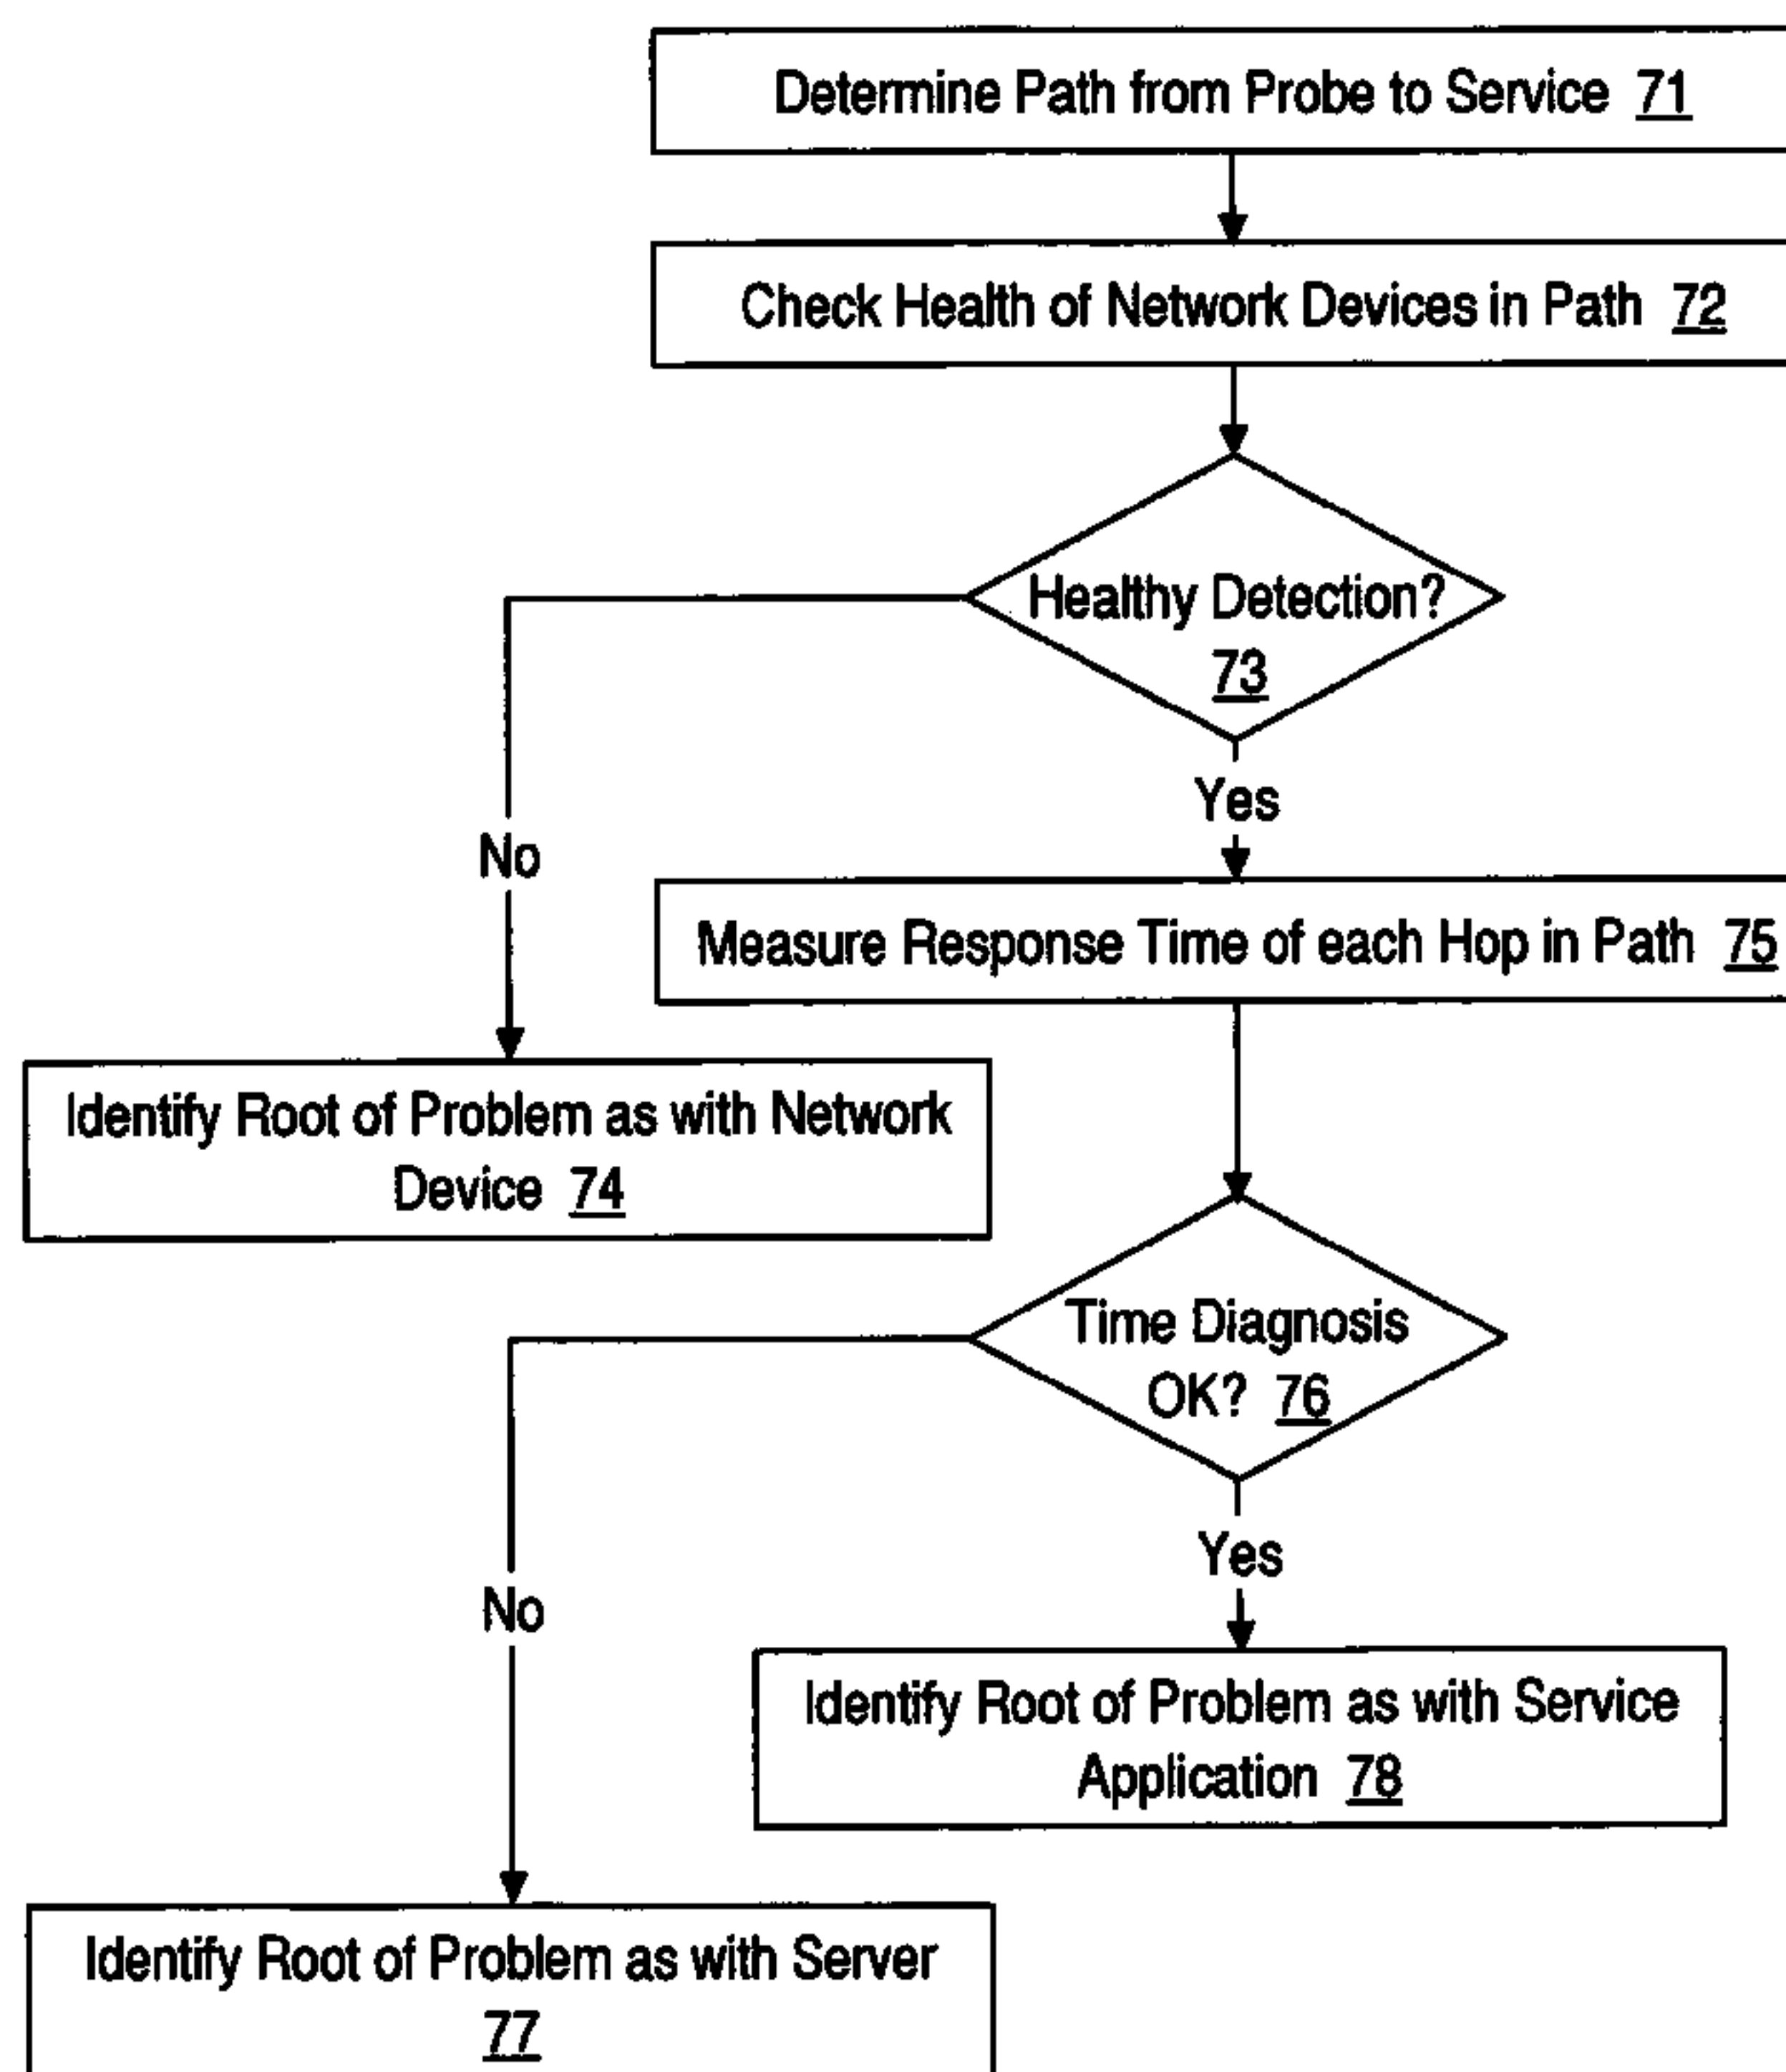 Determine Path from Probe to Service 71
Check Health of Network Devices in Path 72
Healthy Detection?
73
Yes
No
Measure Response Time of each Hop in Path 75
Identify Root of Problem as with Network
Device 74
Time Diagnosis
OK? 76
Yes
No
Identify Root of Problem as with Service
Application 78
Identify Root of Problem as with Server
77